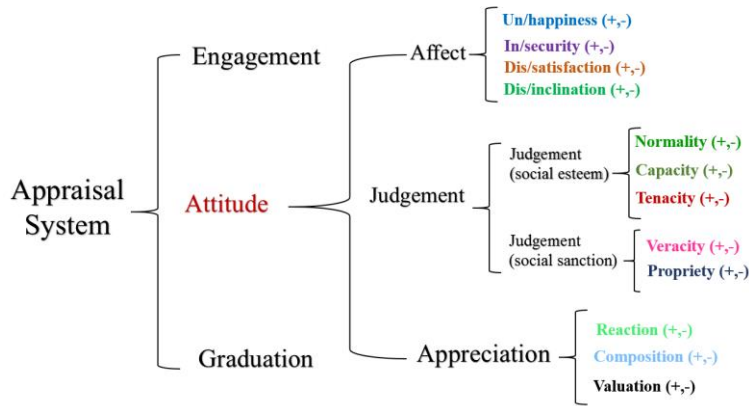 Appraisal
System
Engagement
Attitude
Graduation
Affect
Un/happiness (+,-)
In/security (+,-)
Dis/satisfaction (+,-)
Dis/inclination (+,-)
Judgement
Judgement
(social esteem)
Normality (+,-)
Capacity (+,-)
Tenacity (+,-)
Judgement
(social sanction)
Veracity (+,-)
Propriety (+,-)
Appreciation
Reaction (+,-)
Composition (+,-)
Valuation (+,-)